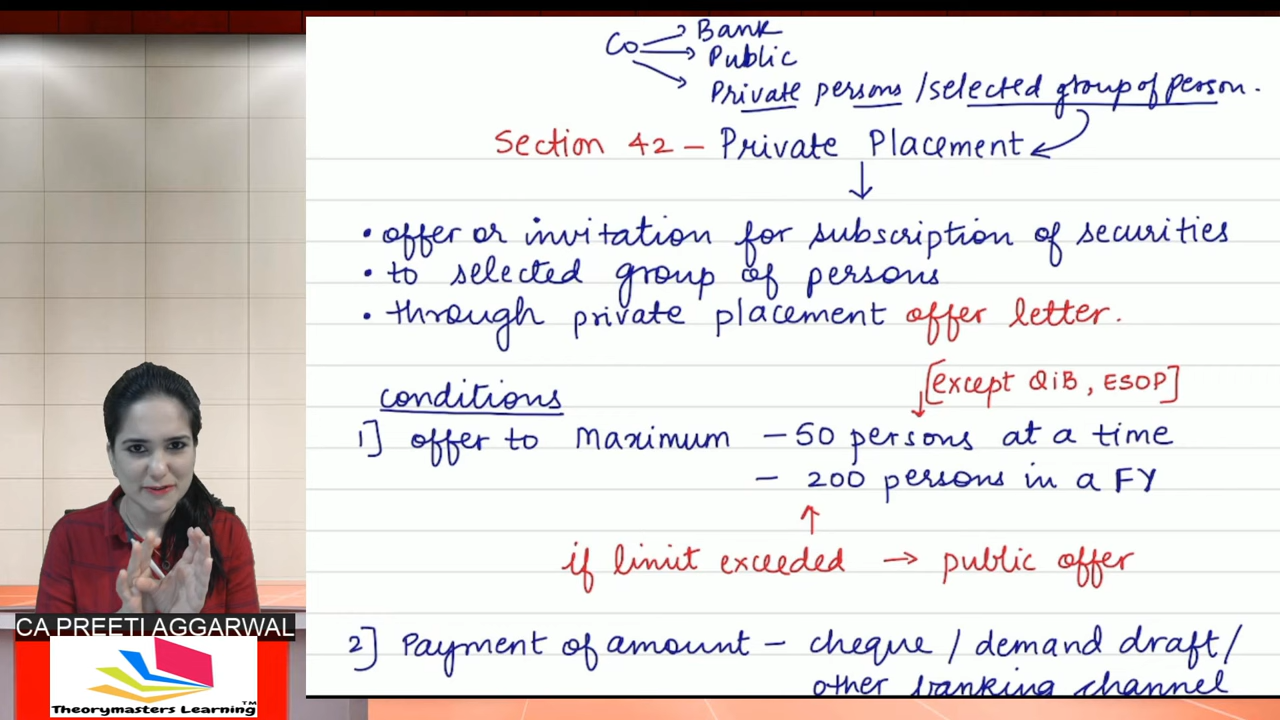 Co Bank
Public
Private persons / selected group of person.
Section 42 - Private Placement
• offer or invitation for subscription of securities
• to selected group of persons
• through private placement offer letter.
[except QiB, ESOP]
conditions
1] offer to maximum - 50 persons at a time
- 200 persons in a FY
if limit exceeded → public offer
2] Payment of amount - cheque / demand draft /
other banking channel
CA PREETI AGGARWAL
Theorymasters Learning™